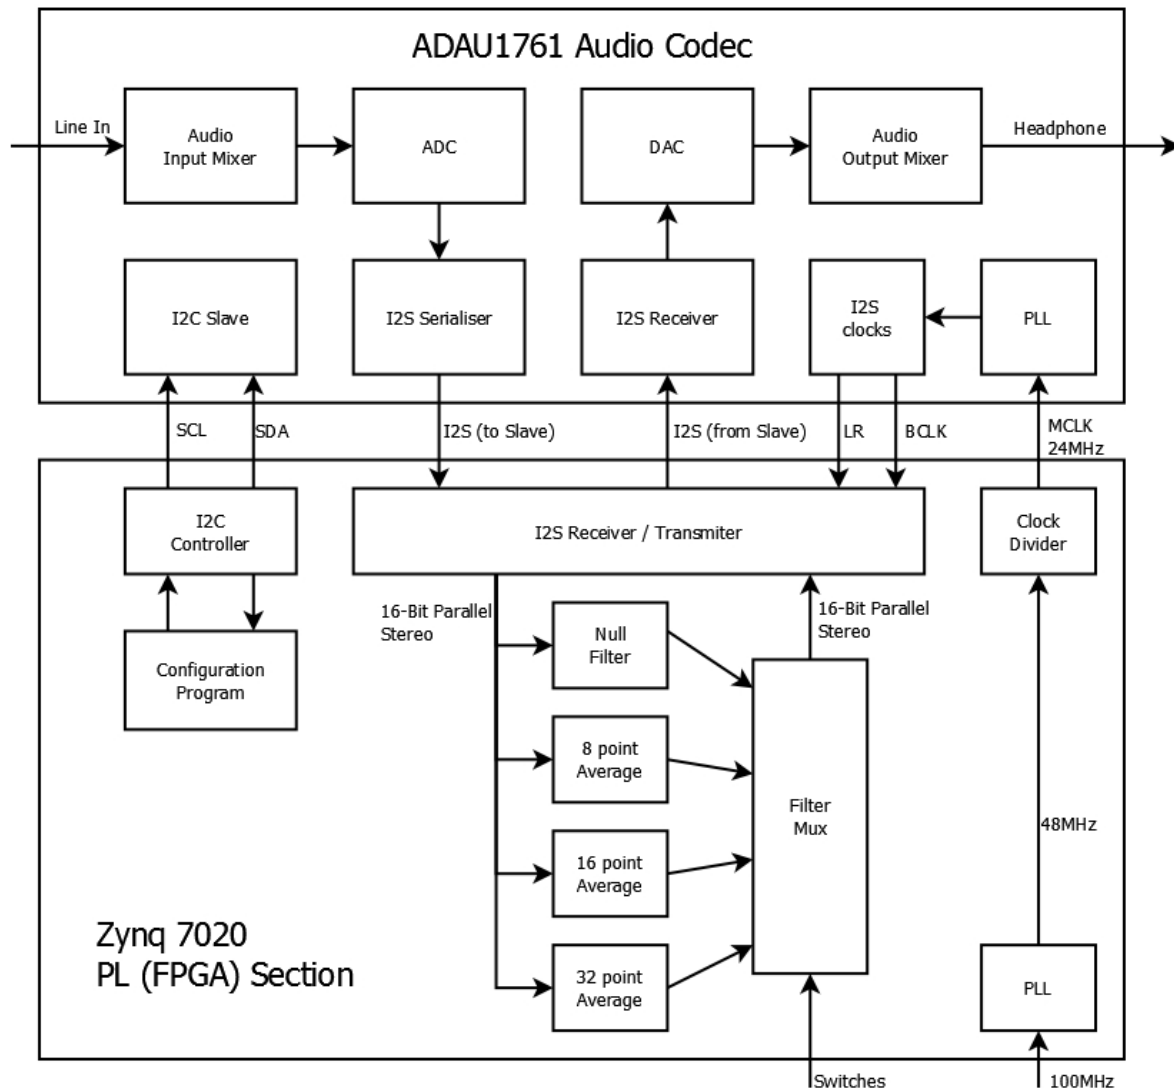 ADAU1761 Audio Codec
Line In
Audio
Input Mixer
ADC
DAC
Audio
Output Mixer
Headphone
I2C Slave
I2S Serialiser
I2S Receiver
I2S
clocks
PLL
SCL
SDA
I2S (to Slave)
I2S (from Slave)
LR
BCLK
MCLK
24MHz
I2C
Controller
I2S Receiver / Transmiter
Clock
Divider
16-Bit Parallel
Stereo
16-Bit Parallel
Stereo
Configuration
Program
Null
Filter
8 point
Average
16 point
Average
32 point
Average
Filter
Mux
48MHz
PLL
Zynq 7020
PL (FPGA) Section
Switches
100MHz